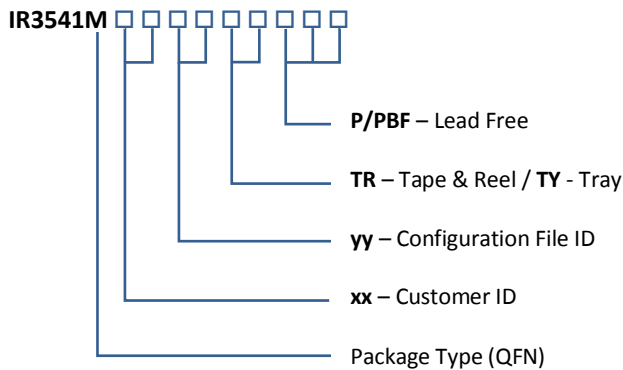 IR3541M □ □ □ □ □ □ □ □ □
P/PBF – Lead Free
TR – Tape & Reel / TY - Tray
yy – Configuration File ID
xx – Customer ID
Package Type (QFN)